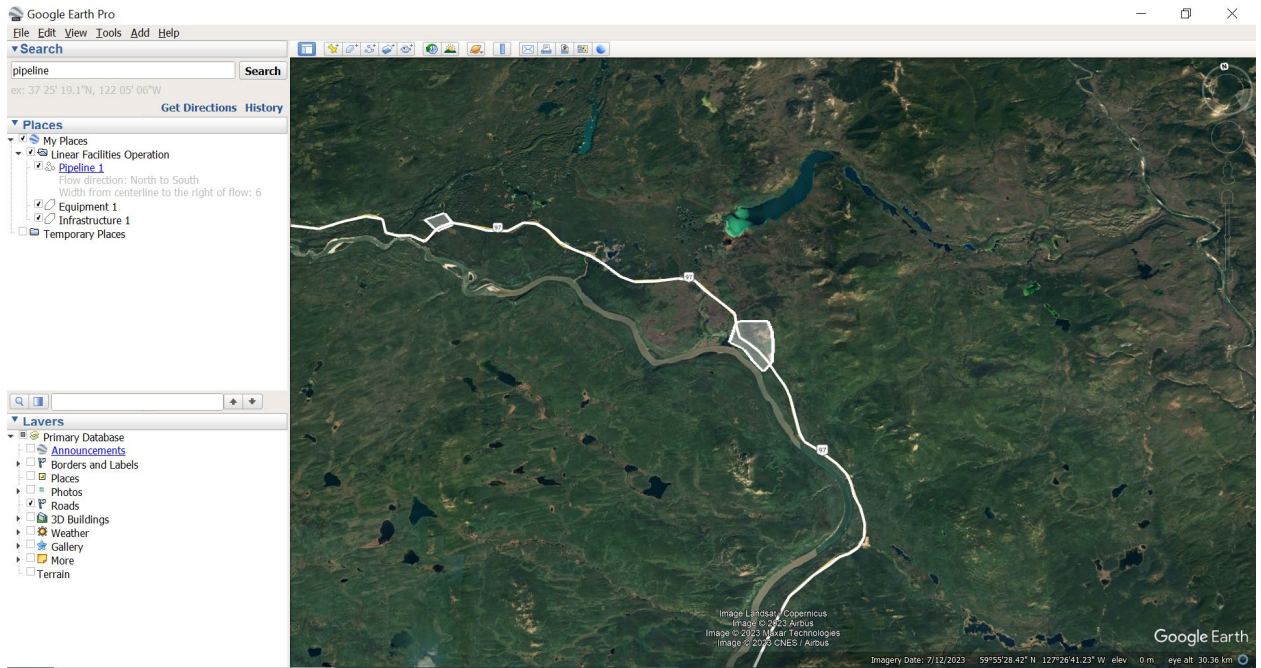 Google Earth Pro
File Edit View Tools Add Help
Search
pipeline
Search
ex: 37 25' 19.1"N, 122 05' 06"W
Get Directions History
Places
My Places
Linear Facilities Operation
Pipeline 1
Flow direction: North to South
Width from centerline to the right of flow: 6
Equipment 1
Infrastructure 1
Temporary Places
Layers
Primary Database
Announcements
Borders and Labels
Places
Photos
Roads
3D Buildings
Weather
Gallery
More
Terrain
N
97
97
97
Image Landsat / Copernicus
Image © 2023 Airbus
Image © 2023 Maxar Technologies
Image © 2023 CNES / Airbus
Google Earth
Imagery Date: 7/12/2023 59°55'28.42" N 127°26'41.23" W elev 0 m eye alt 30.36 km